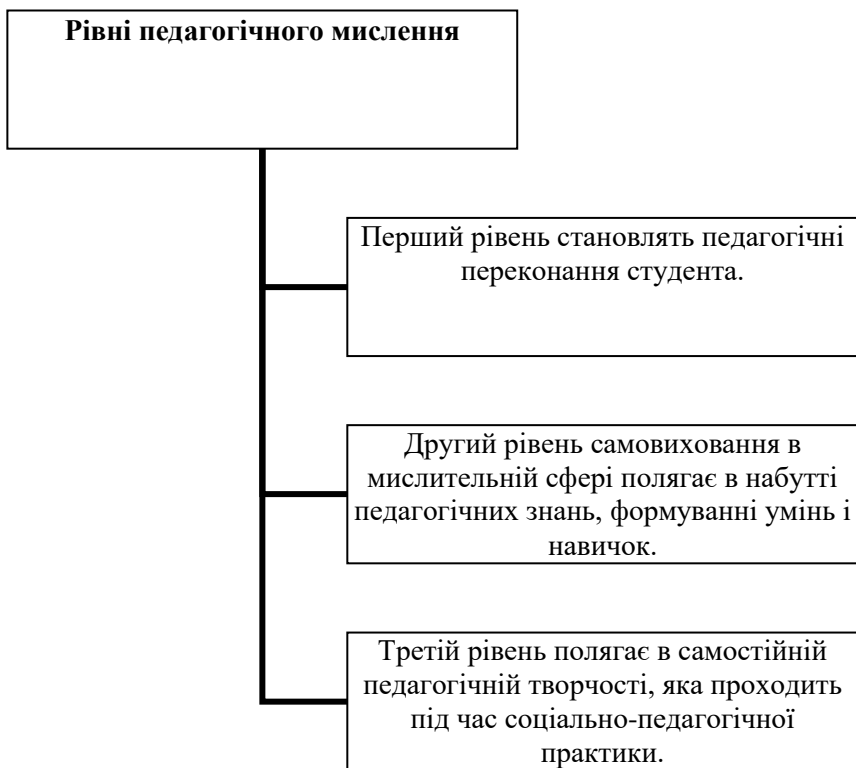 Рівні педагогічного мислення
Перший рівень становлять педагогічні
переконання студента.
Другий рівень самовиховання в
мислительній сфері полягає в набутті
педагогічних знань, формуванні умінь і
навичок.
Третій рівень полягає в самостійній
педагогічній творчості, яка проходить
під час соціально-педагогічної
практики.